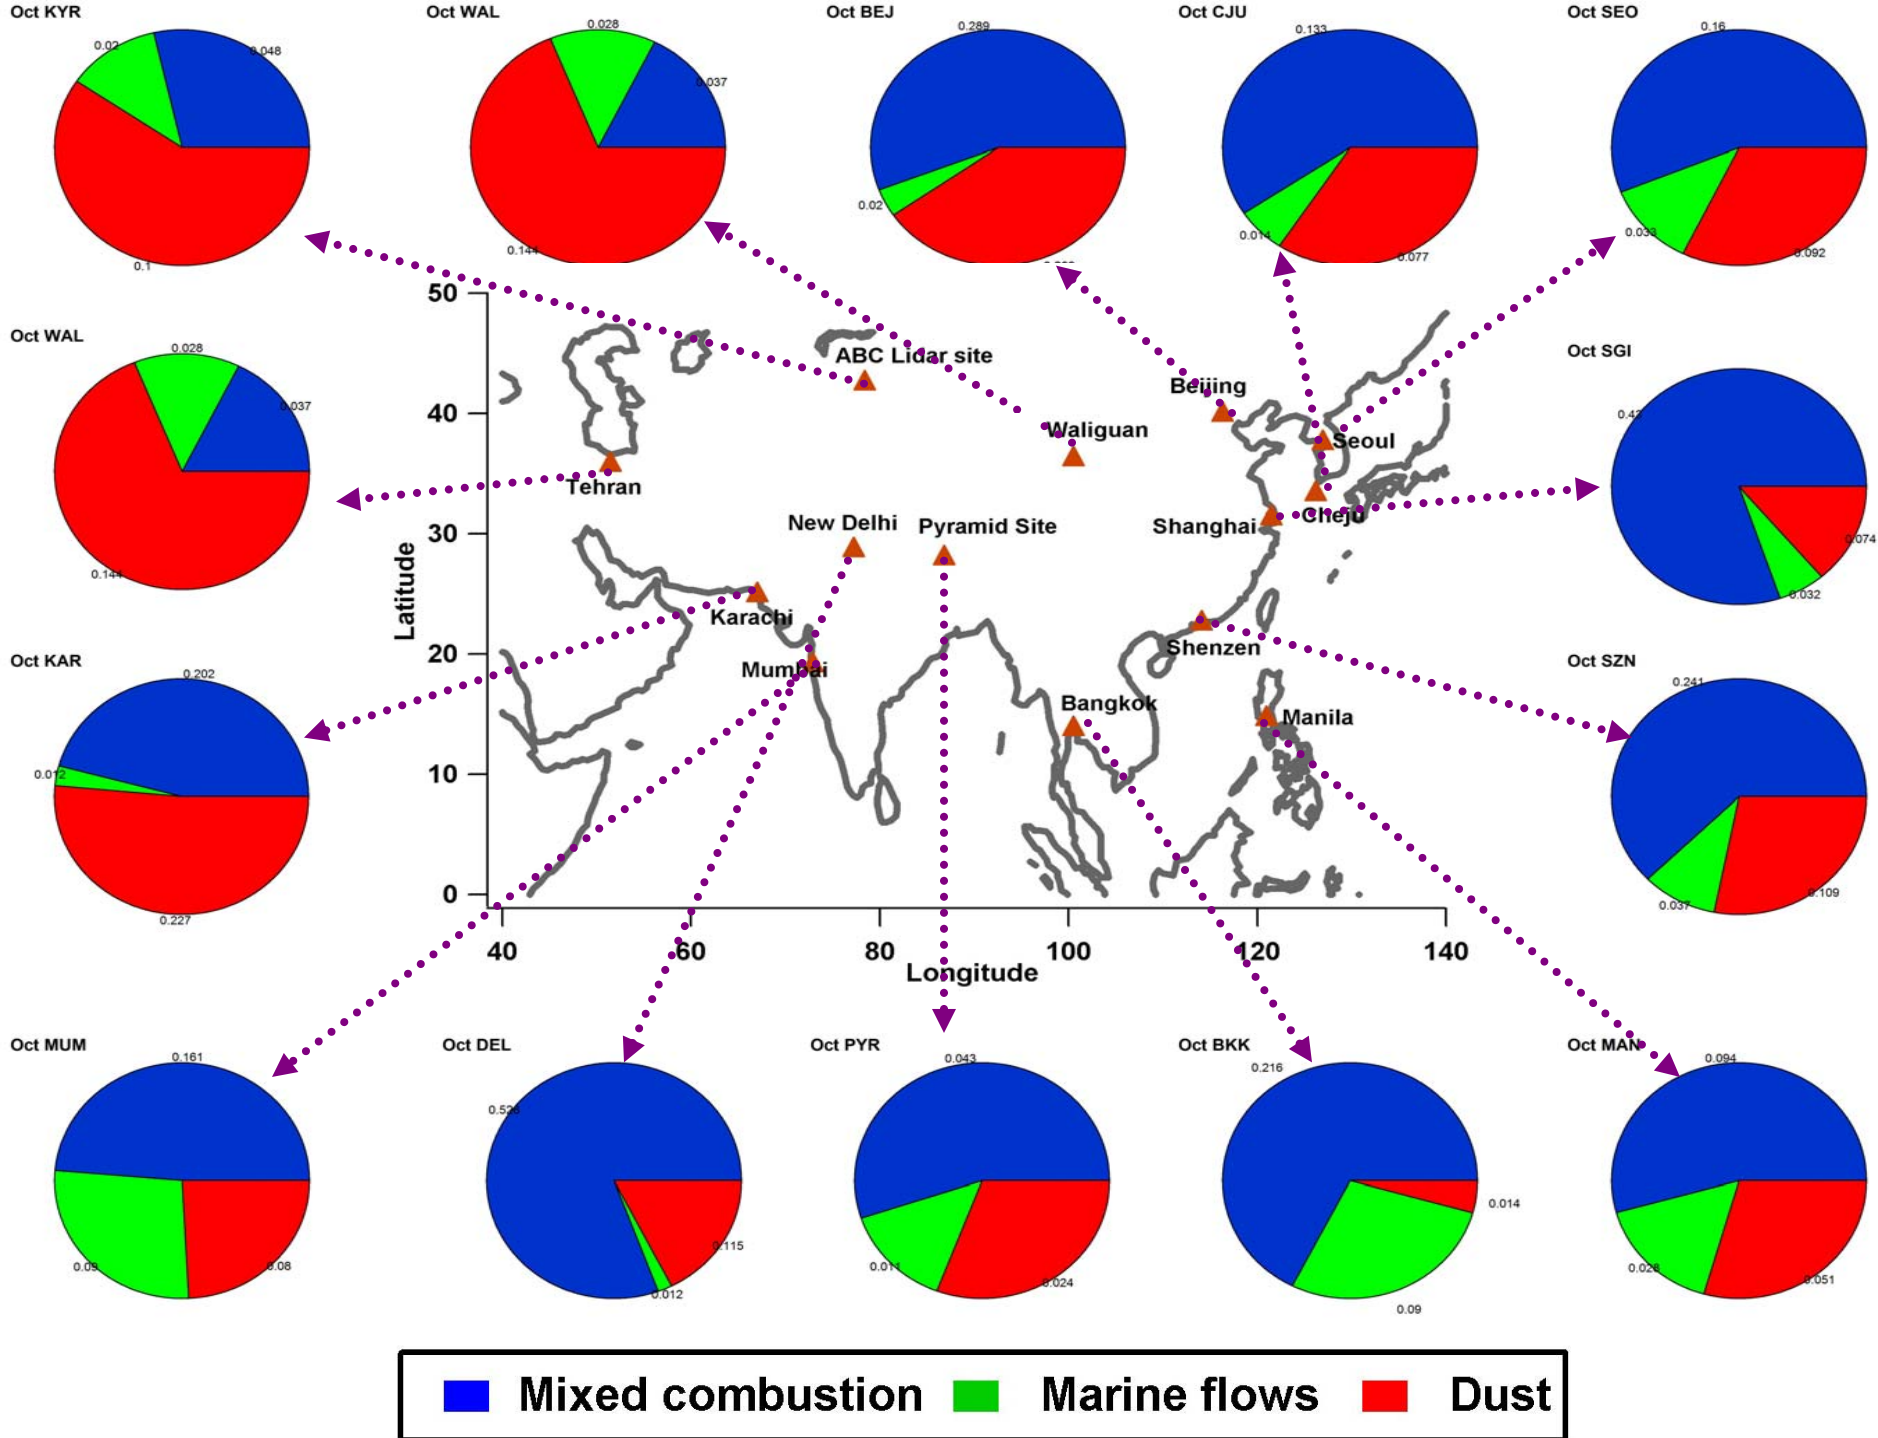 Oct KYR
0.02
0.048
0.1
Oct WAL
0.028
0.037
0.144
Oct BEJ
0.289
0.02
Oct CJU
0.133
0.014
0.077
Oct SEO
0.16
0.033
0.092
Oct WAL
0.028
0.037
0.144
Oct SGI
0.074
0.032
Oct KAR
0.202
0.012
0.227
Oct SZN
0.241
0.037
0.109
50
40
30
20
10
0
Latitude
ABC Lidar site
Beijing
Waliguan
Seoul
Tehran
New Delhi
Pyramid Site
Shanghai
Cheju
Karachi
Shenzen
Mumbai
Bangkok
Manila
40
60
80
100
120
140
Longitude
Oct MUM
0.161
0.09
0.08
Oct DEL
0.115
0.012
Oct PYR
0.043
0.011
0.024
Oct BKK
0.216
0.014
0.09
Oct MAN
0.094
0.028
0.051
Mixed combustion
Marine flows
Dust